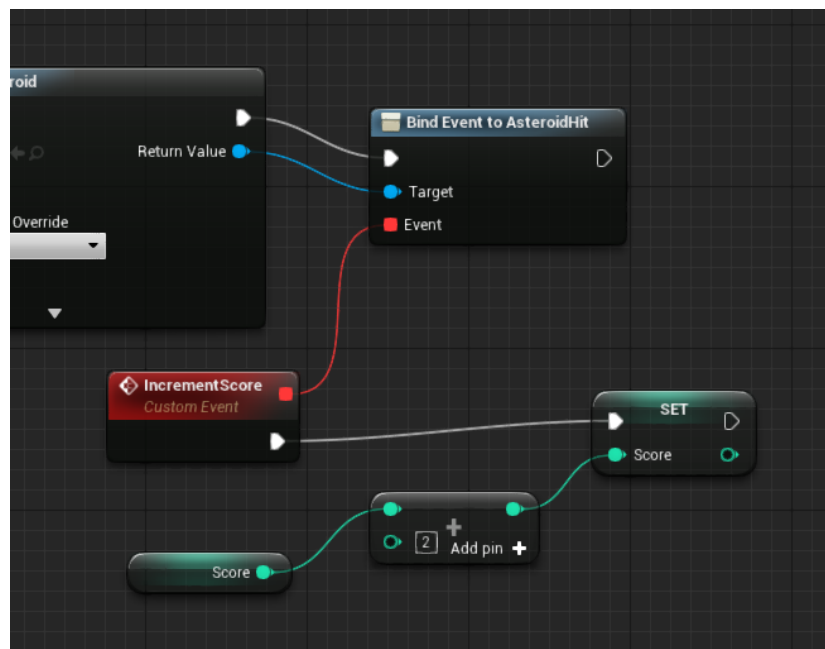 roid
Bind Event to AsteroidHit
Return Value
Target
Override
Event
IncrementScore
Custom Event
SET
Score
2
Add pin
Score